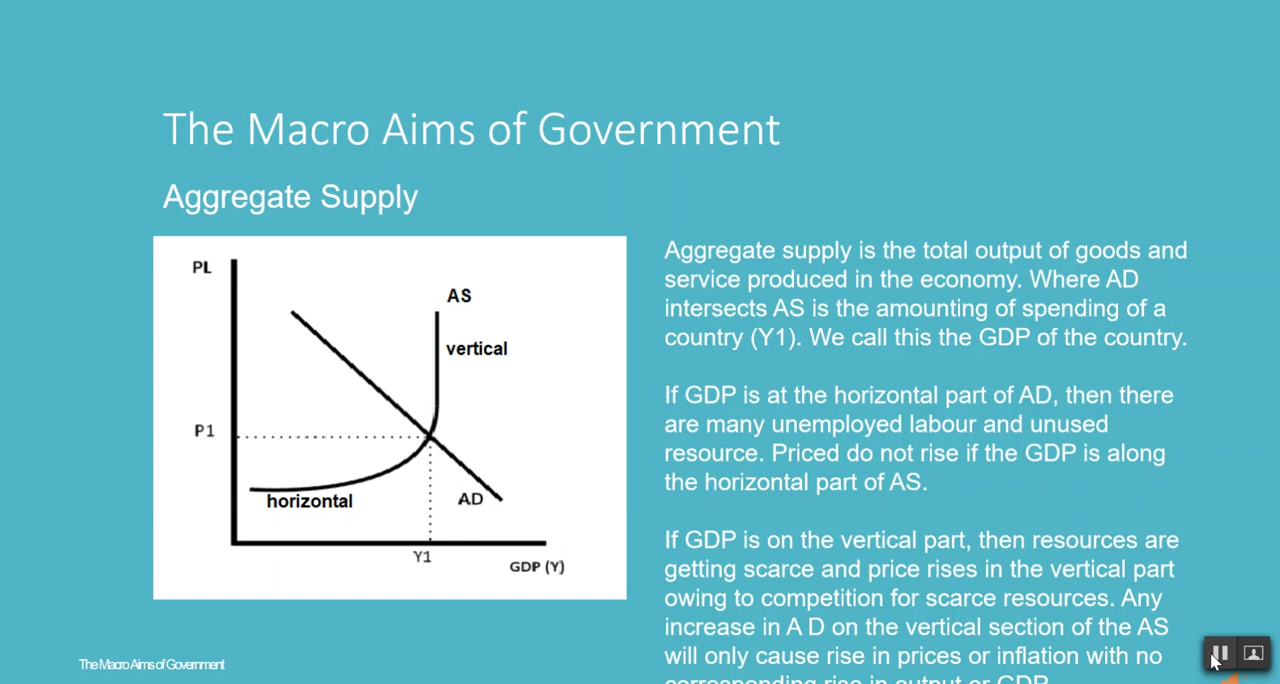 The Macro Aims of Government
Aggregate Supply
PL
AS
vertical
P1
horizontal
AD
Y1
GDP (Y)
Aggregate supply is the total output of goods and
service produced in the economy. Where AD
intersects AS is the amounting of spending of a
country (Y1). We call this the GDP of the country.
If GDP is at the horizontal part of AD, then there
are many unemployed labour and unused
resource. Priced do not rise if the GDP is along
the horizontal part of AS.
If GDP is on the vertical part, then resources are
getting scarce and price rises in the vertical part
owing to competition for scarce resources. Any
increase in A D on the vertical section of the AS
will only cause rise in prices or inflation with no
corresponding rise in output or GDP
The Macro Aims of Government